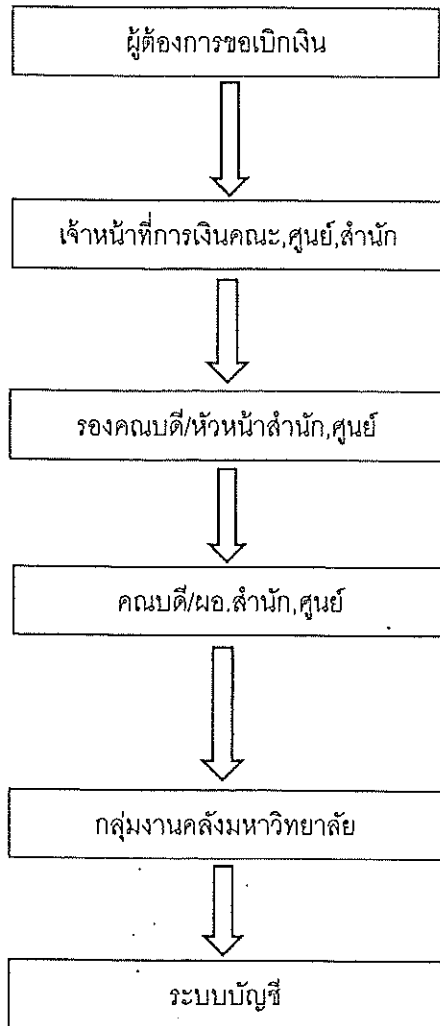 ผู้ต้องการขอเบิกเงิน
เจ้าหน้าที่การเงินคณะ,ศูนย์,สำนัก
รองคณบดี/หัวหน้าสำนัก,ศูนย์
คณบดี/ผอ.สำนัก,ศูนย์
กลุ่มงานคลังมหาวิทยาลัย
ระบบบัญชี